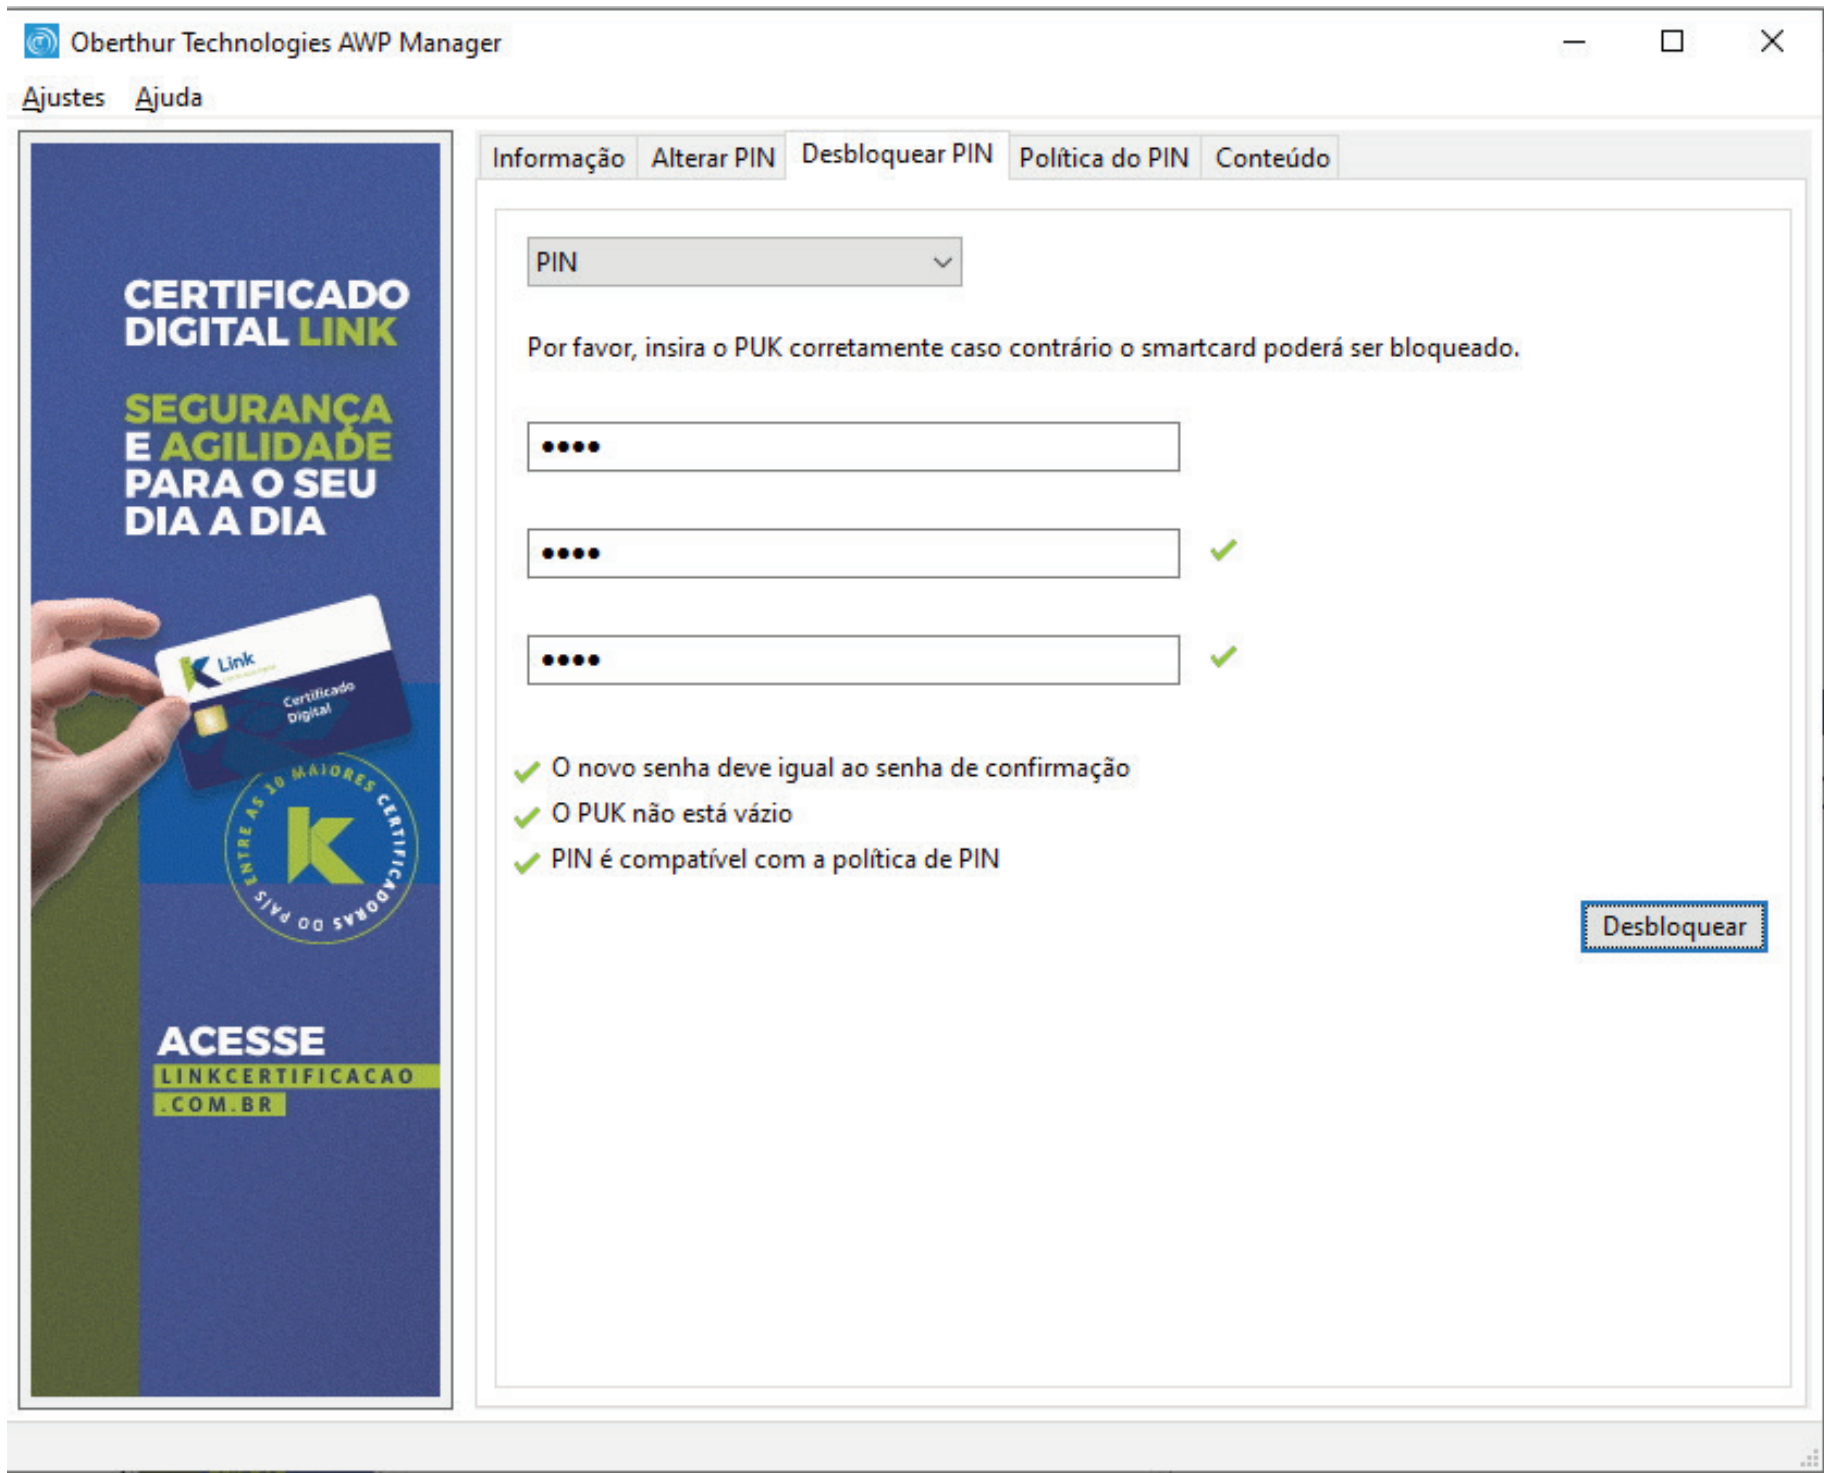 Oberthur Technologies AWP Manager
Ajustes Ajuda
Informação Alterar PIN Desbloquear PIN Política do PIN Conteúdo
PIN
Por favor, insira o PUK corretamente caso contrário o smartcard poderá ser bloqueado.
O novo senha deve igual ao senha de confirmação
O PUK não está vázio
PIN é compatível com a política de PIN
Desbloquear
CERTIFICADO
DIGITAL LINK
SEGURANÇA
E AGILIDADE
PARA O SEU
DIA A DIA
Link
Certificado
Digital
ENTRE AS 10 MAIORES CERTIFICADORAS DO PAÍS
ACESSE
LINKCERTIFICACAO
.COM.BR